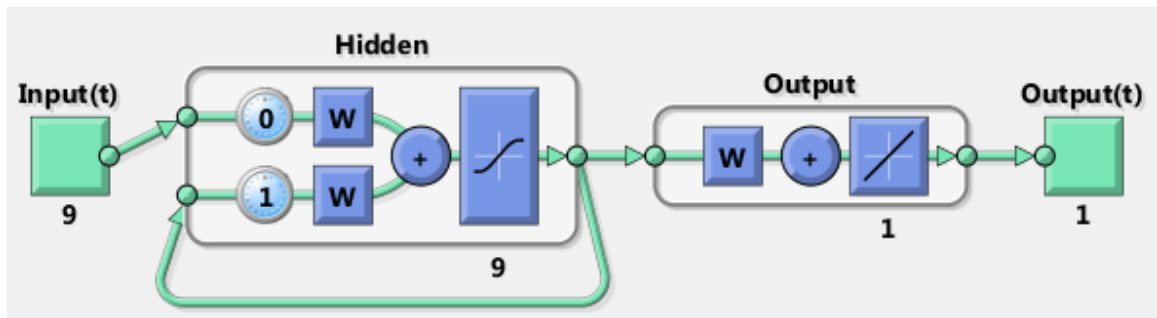 Hidden
Input(t)
Output
Output(t)
0
W
1
W
+
W
+
9
9
1
1